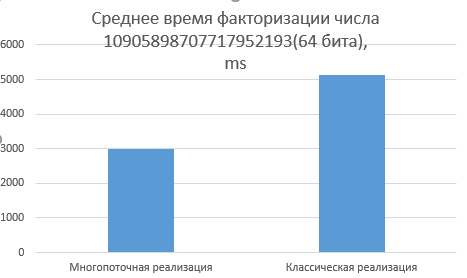 Среднее время факторизации числа
10905898707717952193(64 бита),
ms
6000
5000
4000
3000
2000
1000
0
Многопоточная реализация
Классическая реализация